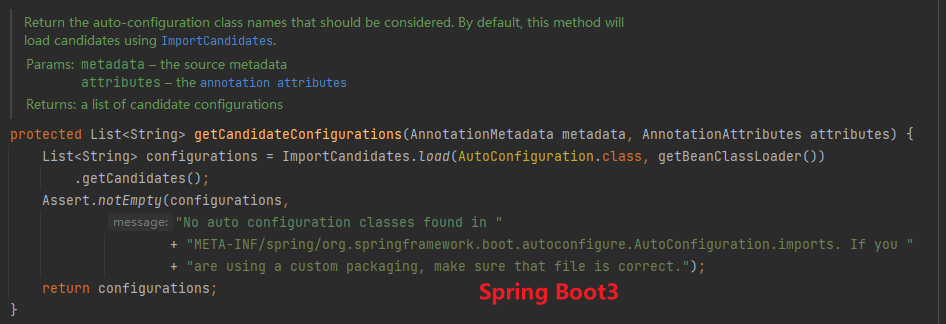 Return the auto-configuration class names that should be considered. By default, this method will
load candidates using ImportCandidates.
Params: metadata – the source metadata
attributes – the annotation attributes
Returns: a list of candidate configurations
protected List<String> getCandidateConfigurations(AnnotationMetadata metadata, AnnotationAttributes attributes) {
    List<String> configurations = ImportCandidates.load(AutoConfiguration.class, getBeanClassLoader())
        .getCandidates();
    Assert.notEmpty(configurations,
            message: "No auto configuration classes found in "
                    + "META-INF/spring/org.springframework.boot.autoconfigure.AutoConfiguration.imports. If you "
                    + "are using a custom packaging, make sure that file is correct.");
    return configurations;
Spring Boot3
}